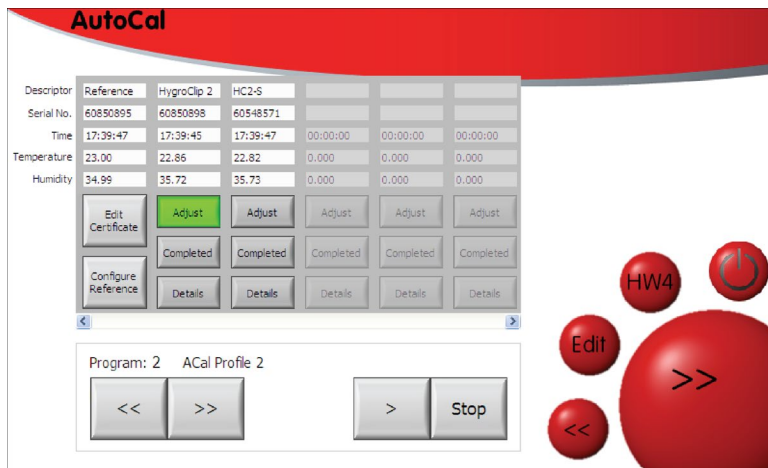 AutoCal
Descriptor Reference HygroClip 2 HC2-S
Serial No. 60850895 60850898 60548571
Time 17:39:47 17:39:45 17:39:47 00:00:00 00:00:00 00:00:00
Temperature 23.00 22.86 22.82 0.000 0.000 0.000
Humidity 34.99 35.72 35.73 0.000 0.000 0.000
Edit
Certificate
Adjust Adjust Adjust Adjust Adjust
Completed Completed Completed Completed Completed
Configure
Reference
Details Details Details Details Details
Program: 2 ACal Profile 2
<< >> > Stop
HW4
Edit
>>
<<